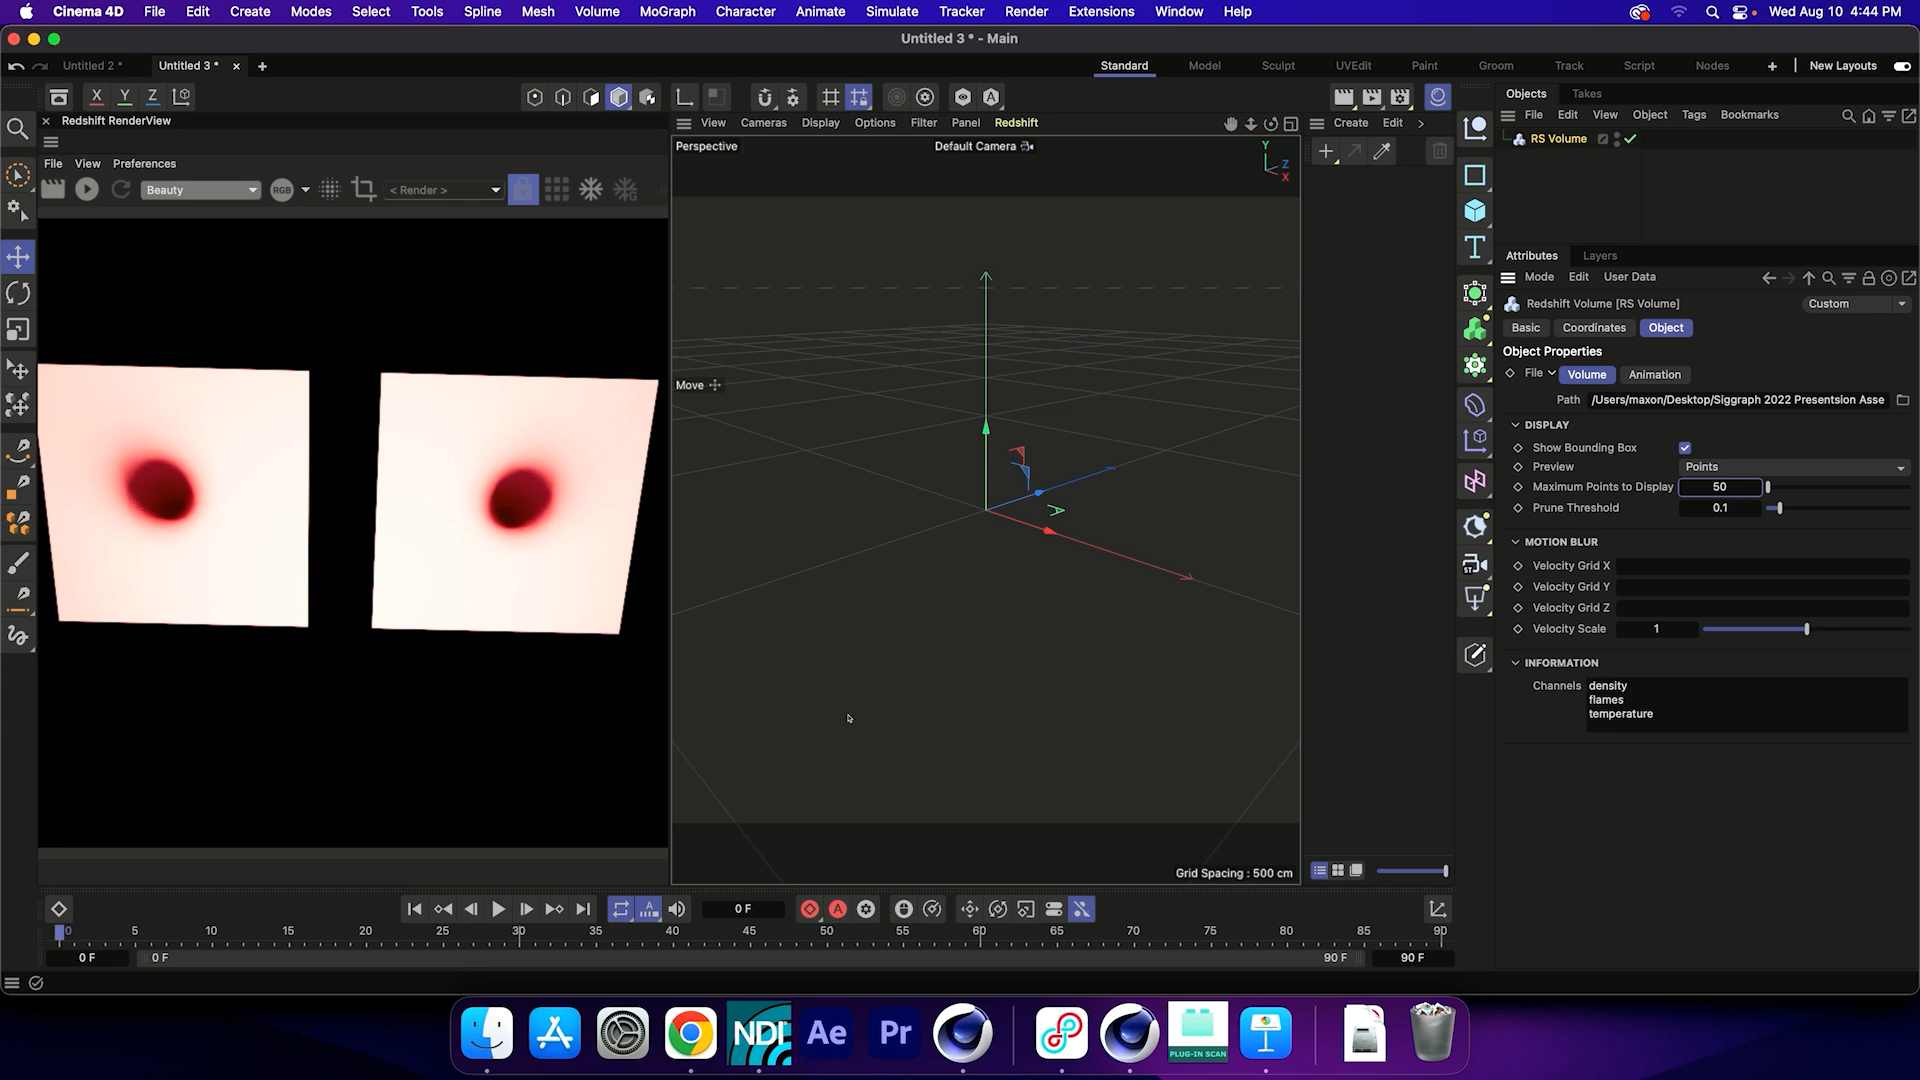 Cinema 4D File Edit Create Modes Select Tools Spline Mesh Volume MoGraph Character Animate Simulate Tracker Render Extensions Window Help Wed Aug 10 4:44 PM
Untitled 3 * - Main
Untitled 2 * Untitled 3 * Standard Model Sculpt UVEdit Paint Groom Track Script Nodes New Layouts
X Y Z
Objects Takes
Redshift RenderView
View Cameras Display Options Filter Panel Redshift
Create Edit
File Edit View Object Tags Bookmarks
RS Volume
File View Preferences
Perspective
Default Camera
Y
Z
X
Beauty
RGB
< Render >
Attributes Layers
Mode Edit User Data
Redshift Volume [RS Volume]
Custom
Basic Coordinates Object
Object Properties
File Volume Animation
Path /Users/maxon/Desktop/Siggraph 2022 Presentsion Asse
DISPLAY
Show Bounding Box
Preview Points
Maximum Points to Display 50
Prune Threshold 0.1
MOTION BLUR
Velocity Grid X
Velocity Grid Y
Velocity Grid Z
Velocity Scale 1
INFORMATION
Channels density
flames
temperature
Move
Grid Spacing : 500 cm
0 F
0 5 10 15 20 25 30 35 40 45 50 55 60 65 70 75 80 85 90
0 F 0 F 90 F 90 F
NDI Ae Pr
PLUG-IN SCAN